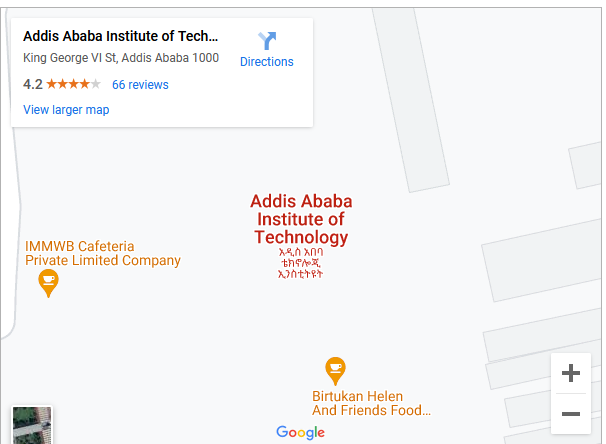 Addis Ababa Institute of Tech...
King George VI St, Addis Ababa 1000
4.2
66 reviews
View larger map
Directions
Addis Ababa
Institute of
Technology
አዲስ አበባ
ቴክኖሎጂ
ኢንስቲትዩት
IMMWB Cafeteria
Private Limited Company
Birtukan Helen
And Friends Food...
Google